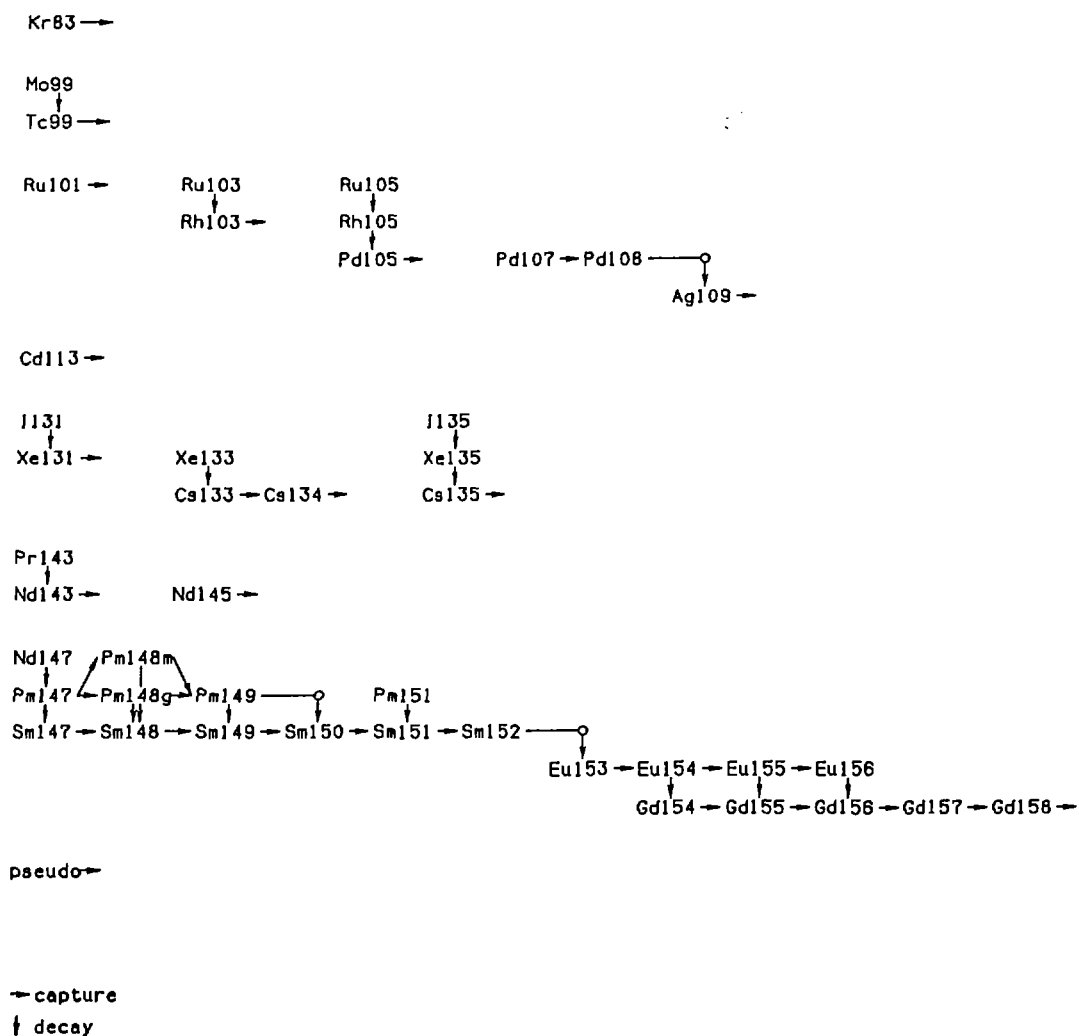 Kr83
Mo99
Tc99
Ru101 Ru103 Ru105
Rh103 Rh105
Pd105 Pd107 Pd108
Ag109
Cd113
I131 I135
Xe131 Xe133 Xe135
Cs133 Cs134 Cs135
Pr143
Nd143 Nd145
Nd147 Pm148m
Pm147 Pm148g Pm149 Pm151
Sm147 Sm148 Sm149 Sm150 Sm151 Sm152
Eu153 Eu154 Eu155 Eu156
Gd154 Gd155 Gd156 Gd157 Gd158
pseudo
capture
decay